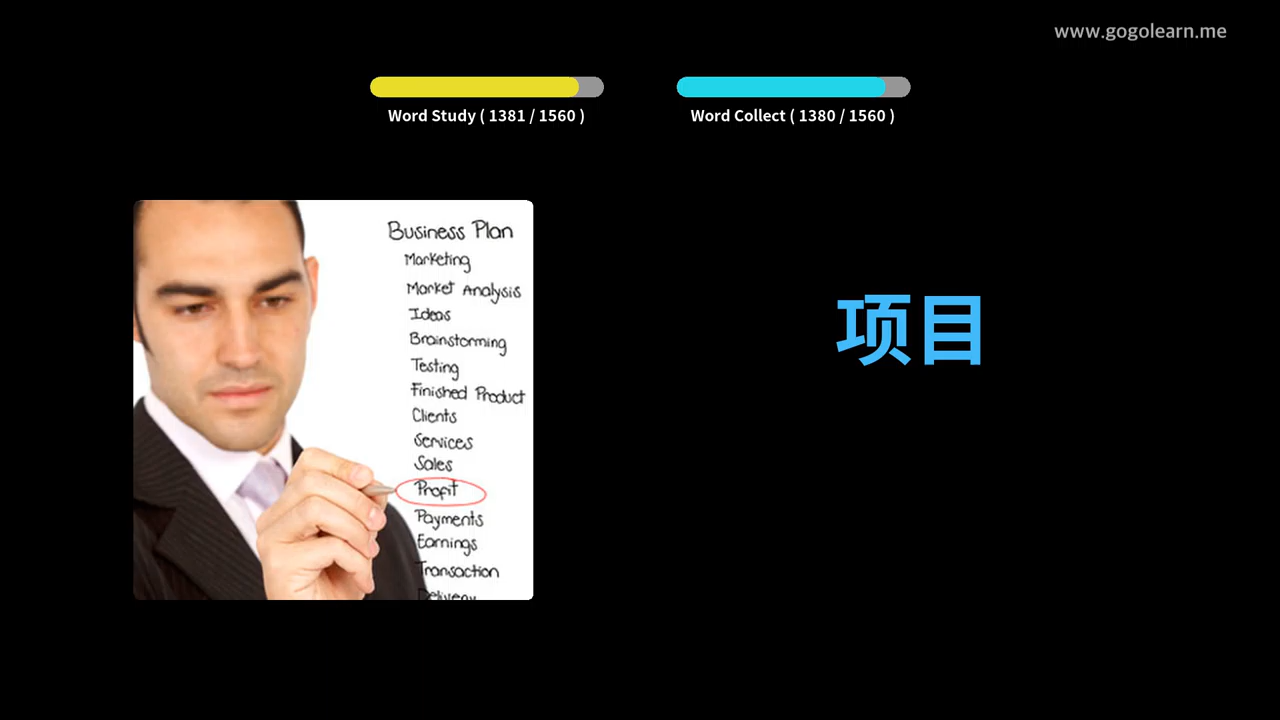 www.gogolearn.me
Word Study ( 1381 / 1560 )
Word Collect ( 1380 / 1560 )
Business Plan
Marketing
Market Analysis
Ideas
Brainstorming
Testing
Finished Product
Clients
Services
Sales
Profit
Payments
Earnings
Transaction
Delivery
项目